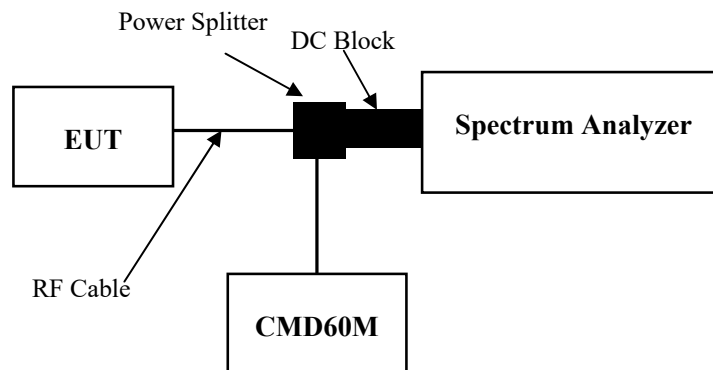 Power Splitter
DC Block
EUT
Spectrum Analyzer
RF Cable
CMD60M